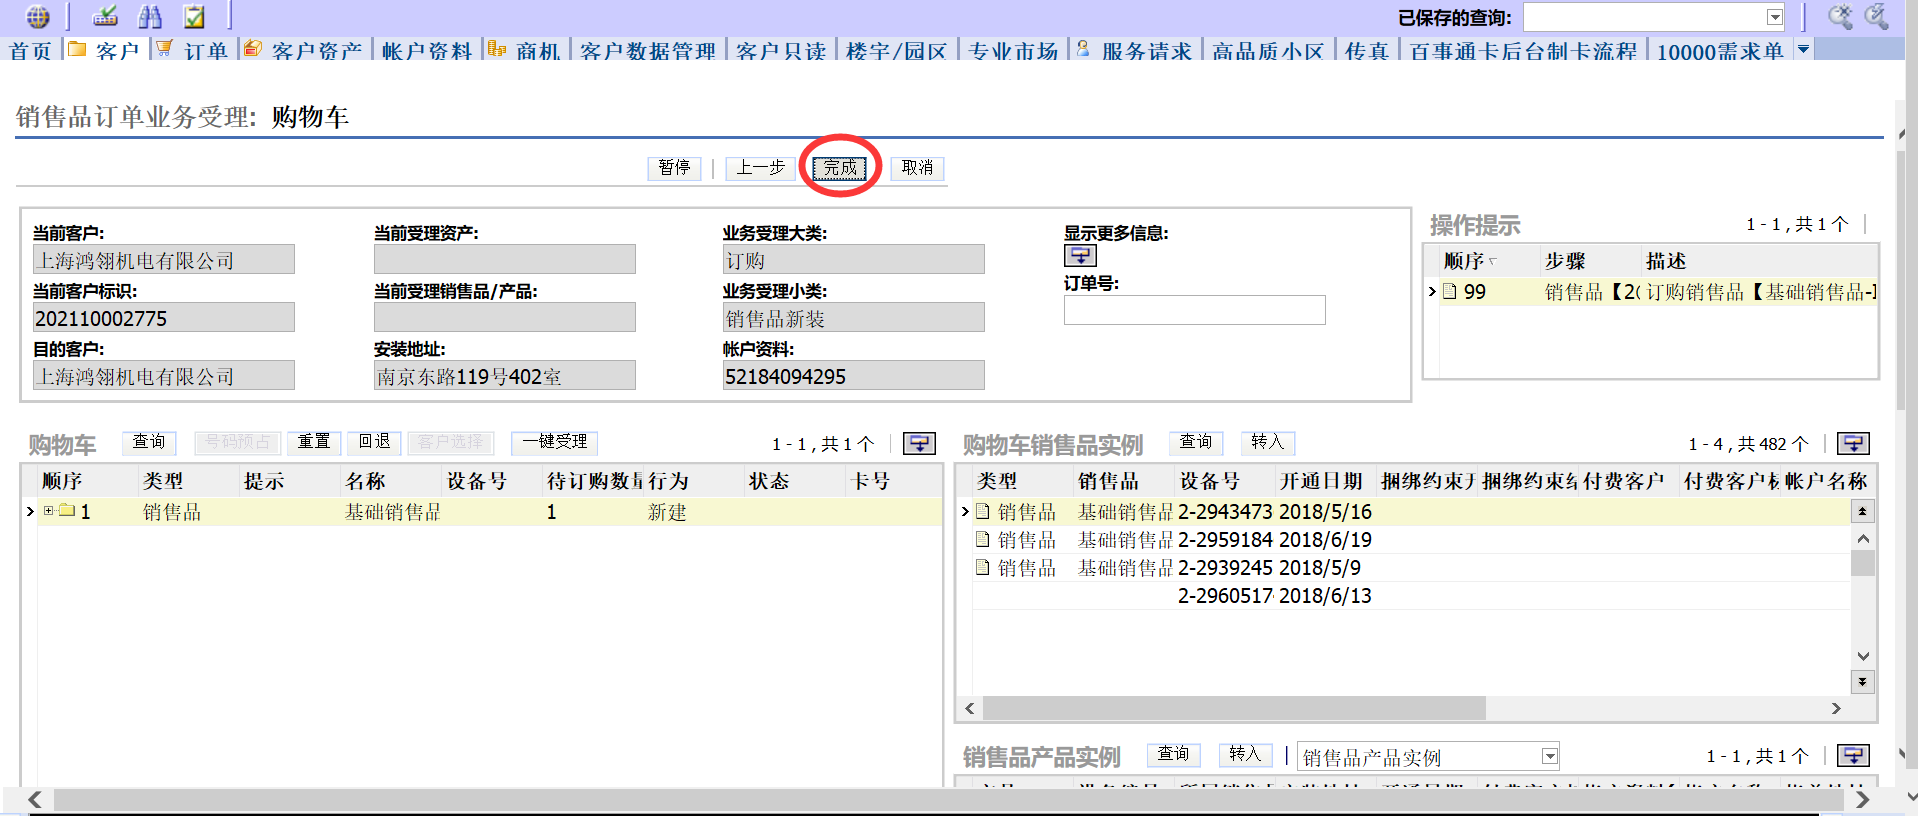 已保存的查询:
首页 客户 订单 客户资产 帐户资料 商机 客户数据管理 客户只读 楼宇/园区 专业市场 服务请求 高品质小区 传真 百事通卡后台制卡流程 10000需求单
销售品订单业务受理: 购物车
暂停 上一步 完成 取消
当前客户: 当前受理资产: 业务受理大类: 显示更多信息:
上海鸿翎机电有限公司 订购
当前客户标识: 当前受理销售品/产品: 业务受理小类: 订单号:
202110002775 销售品新装
目的客户: 安装地址: 帐户资料:
上海鸿翎机电有限公司 南京东路119号402室 52184094295
操作提示 1 - 1 , 共 1 个
顺序 步骤 描述
99 销售品【2( 订购销售品【基础销售品-
购物车 查询 号码预占 重置 回退 客户选择 一键受理 1 - 1 , 共 1 个
顺序 类型 提示 名称 设备号 待订购数量 行为 状态 卡号
1 销售品 基础销售品 1 新建
购物车销售品实例 查询 转入 1 - 4 , 共 482 个
类型 销售品 设备号 开通日期 捆绑约束开 捆绑约束结 付费客户 付费客户标 帐户名称
销售品 基础销售品 2-2943473 2018/5/16
销售品 基础销售品 2-2959184 2018/6/19
销售品 基础销售品 2-2939245 2018/5/9
2-2960517 2018/6/13
销售品产品实例 查询 转入 销售品产品实例 1 - 1 , 共 1 个